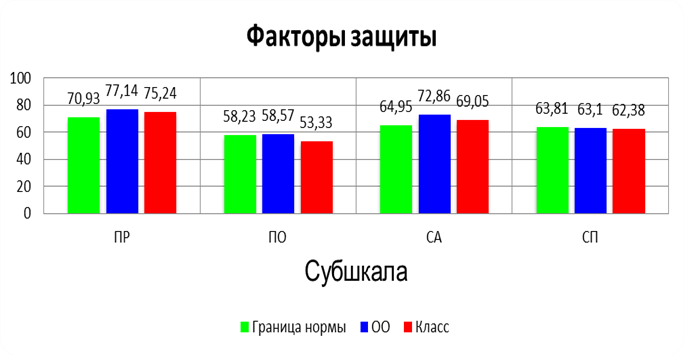 Факторы защиты
100
80
60
40
20
0
70,93 77,14 75,24
58,23 58,57 53,33
64,95 72,86 69,05
63,81 63,1 62,38
ПР ПО СА СП
Субшкала
Граница нормы ОО Класс